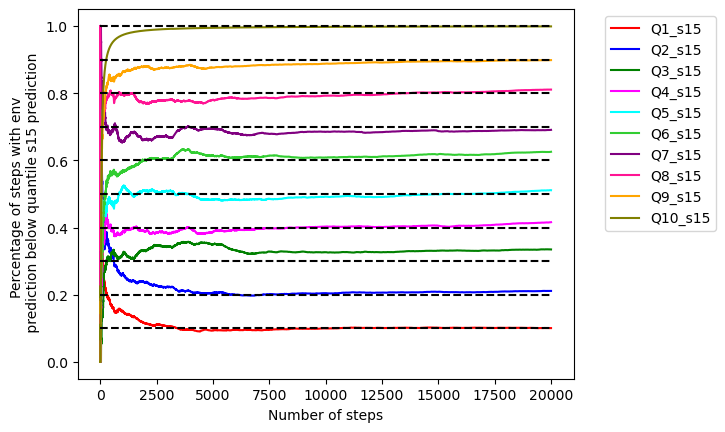 Percentage of steps with env
prediction below quantile s15 prediction
1.0
0.8
0.6
0.4
0.2
0.0
0
2500
5000
7500
10000
12500
15000
17500
20000
Number of steps
Q1_s15
Q2_s15
Q3_s15
Q4_s15
Q5_s15
Q6_s15
Q7_s15
Q8_s15
Q9_s15
Q10_s15